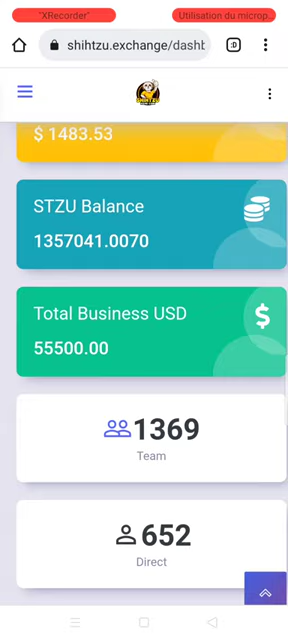 "XRecorder"
Utilisation du microp..
shihtzu.exchange/dashb
:D
SHIHTZU
$ 1483.53
STZU Balance
1357041.0070
Total Business USD
$
55500.00
1369
Team
652
Direct